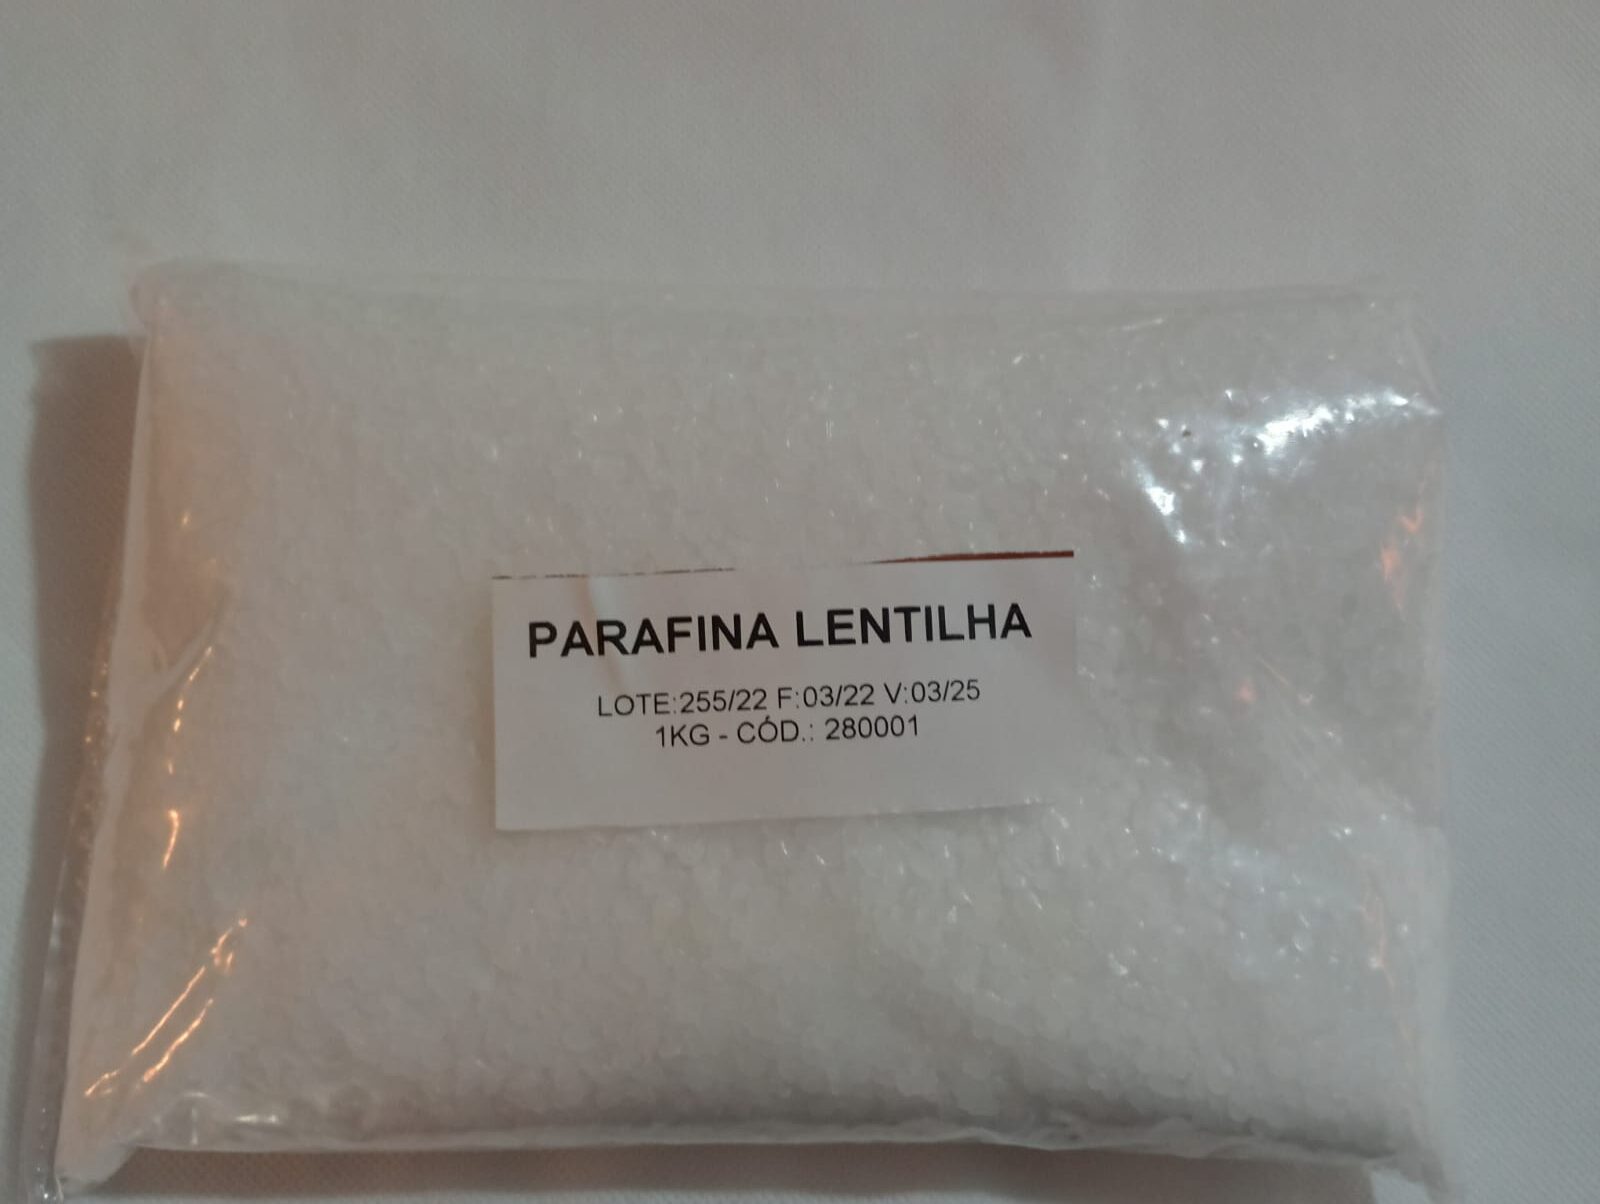 PARAFINA LENTILHA
LOTE:255/22 F:03/22 V:03/25
1KG - CÓD.: 280001